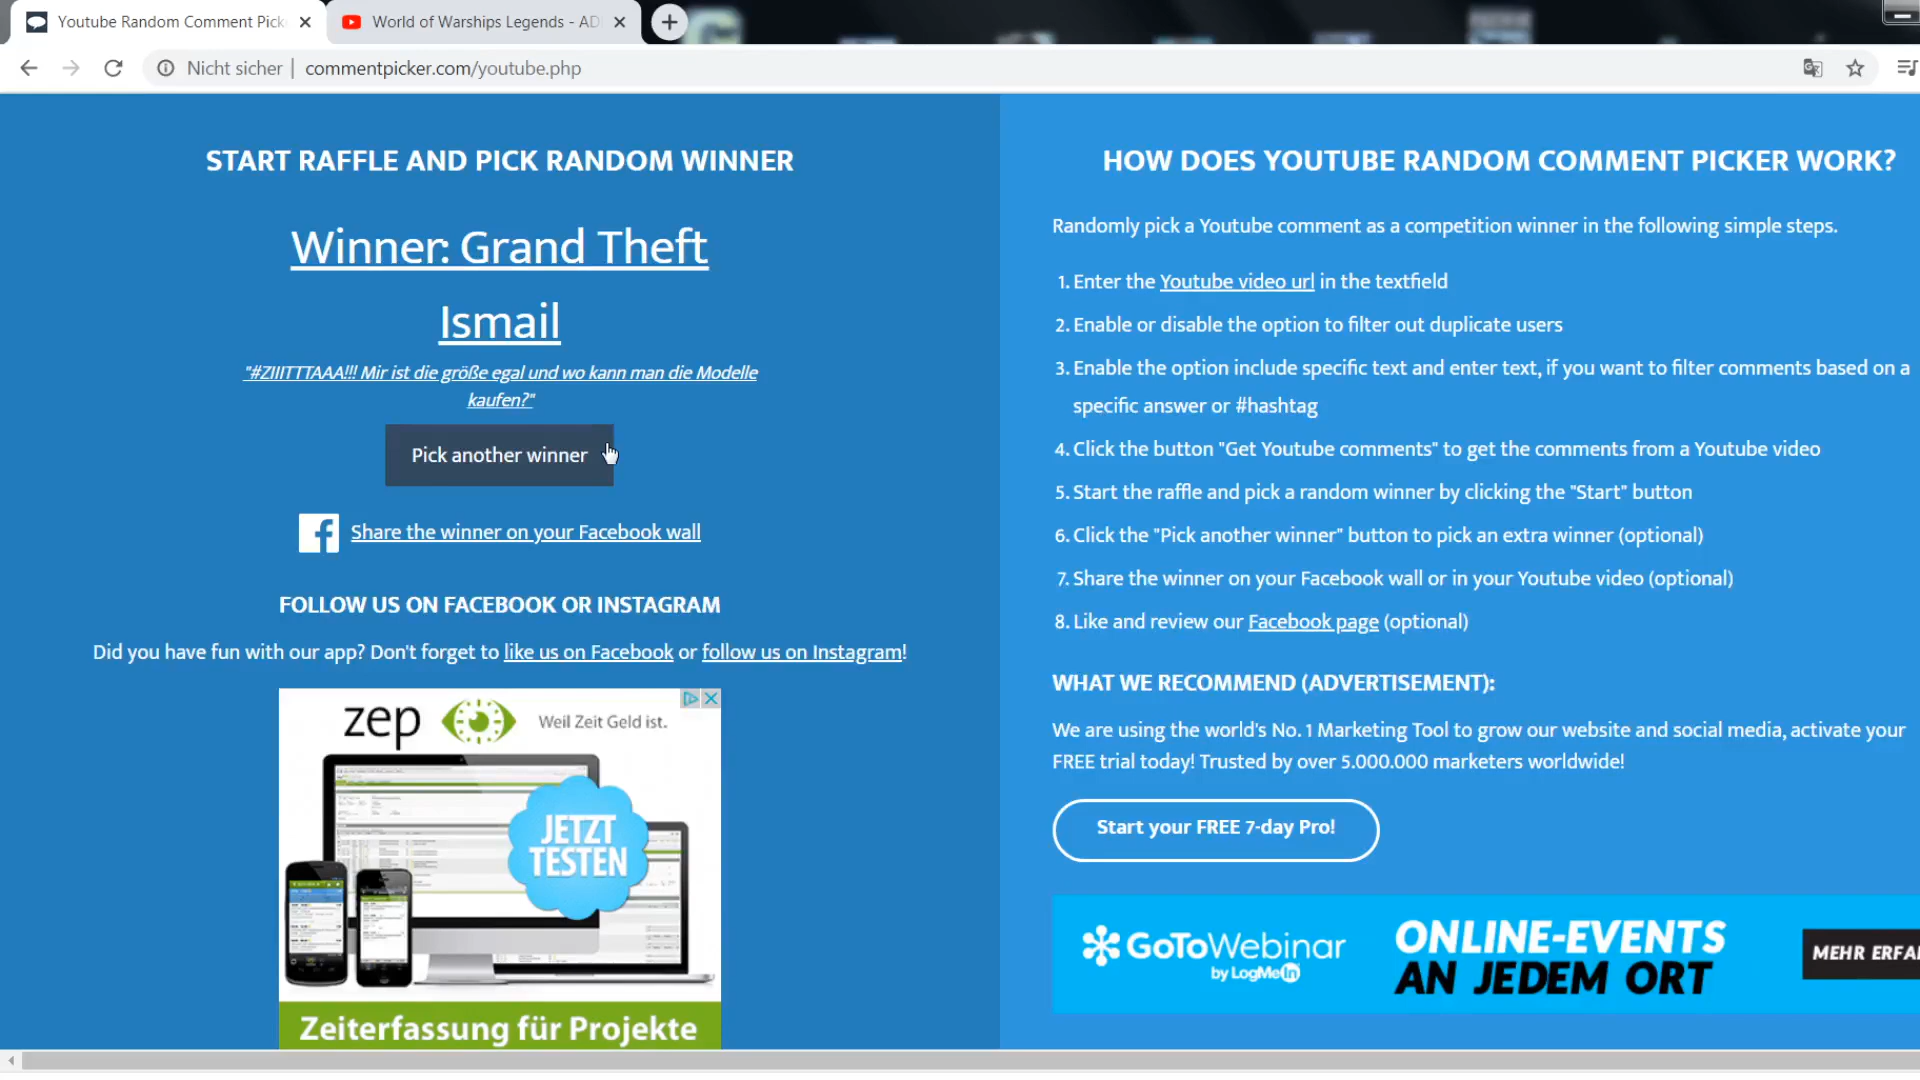 Youtube Random Comment Pick
World of Warships Legends - AD
Nicht sicher | commentpicker.com/youtube.php
START RAFFLE AND PICK RANDOM WINNER
Winner: Grand Theft
Ismail
"#ZIIITTTAAA!!! Mir ist die größe egal und wo kann man die Modelle
kaufen?"
Pick another winner
Share the winner on your Facebook wall
FOLLOW US ON FACEBOOK OR INSTAGRAM
Did you have fun with our app? Don't forget to like us on Facebook or follow us on Instagram!
zep
Weil Zeit Geld ist.
JETZT
TESTEN
Zeiterfassung für Projekte
HOW DOES YOUTUBE RANDOM COMMENT PICKER WORK?
Randomly pick a Youtube comment as a competition winner in the following simple steps.
1. Enter the Youtube video url in the textfield
2. Enable or disable the option to filter out duplicate users
3. Enable the option include specific text and enter text, if you want to filter comments based on a
specific answer or #hashtag
4. Click the button "Get Youtube comments" to get the comments from a Youtube video
5. Start the raffle and pick a random winner by clicking the "Start" button
6. Click the "Pick another winner" button to pick an extra winner (optional)
7. Share the winner on your Facebook wall or in your Youtube video (optional)
8. Like and review our Facebook page (optional)
WHAT WE RECOMMEND (ADVERTISEMENT):
We are using the world's No. 1 Marketing Tool to grow our website and social media, activate your
FREE trial today! Trusted by over 5.000.000 marketers worldwide!
Start your FREE 7-day Pro!
GoToWebinar
by LogMeIn
ONLINE-EVENTS
AN JEDEM ORT
MEHR ERFA